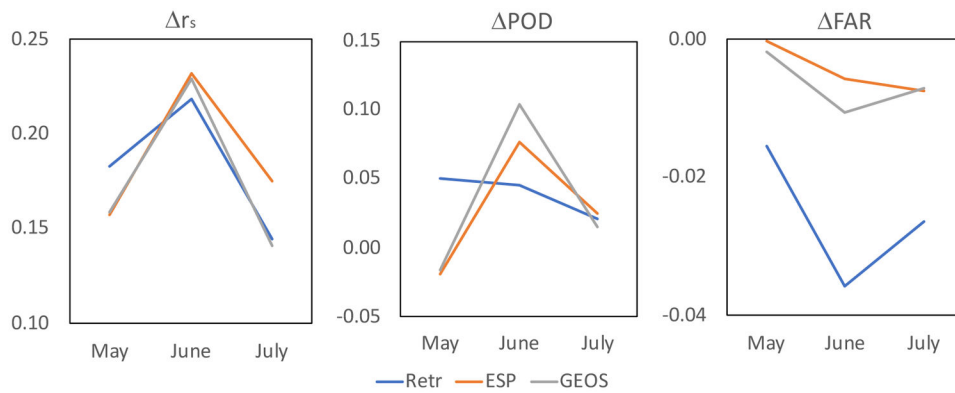 Δrₛ
0.25
0.20
0.15
0.10
May June July
ΔPOD
0.15
0.10
0.05
0.00
-0.05
May June July
ΔFAR
0.00
-0.02
-0.04
May June July
Retr ESP GEOS